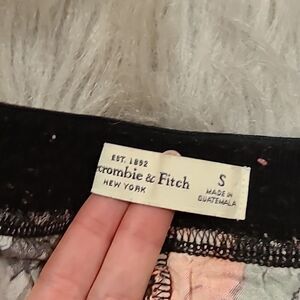 EST. 1892
crombie & Fitch
NEW YORK
S
MADE IN
GUATEMALA